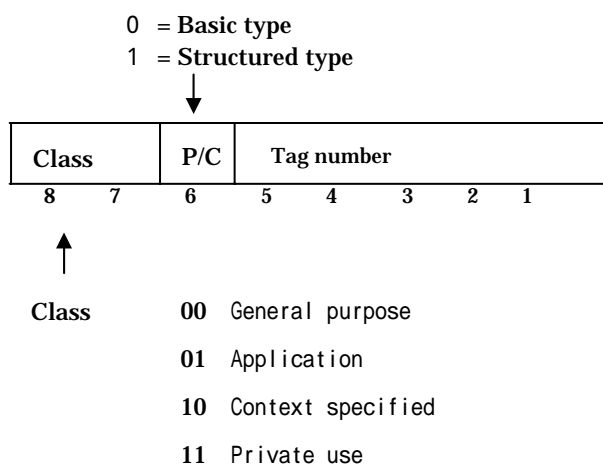 0 = Basic type
1 = Structured type
Class P/C Tag number
8 7 6 5 4 3 2 1
Class 00 General purpose
01 Application
10 Context specified
11 Private use